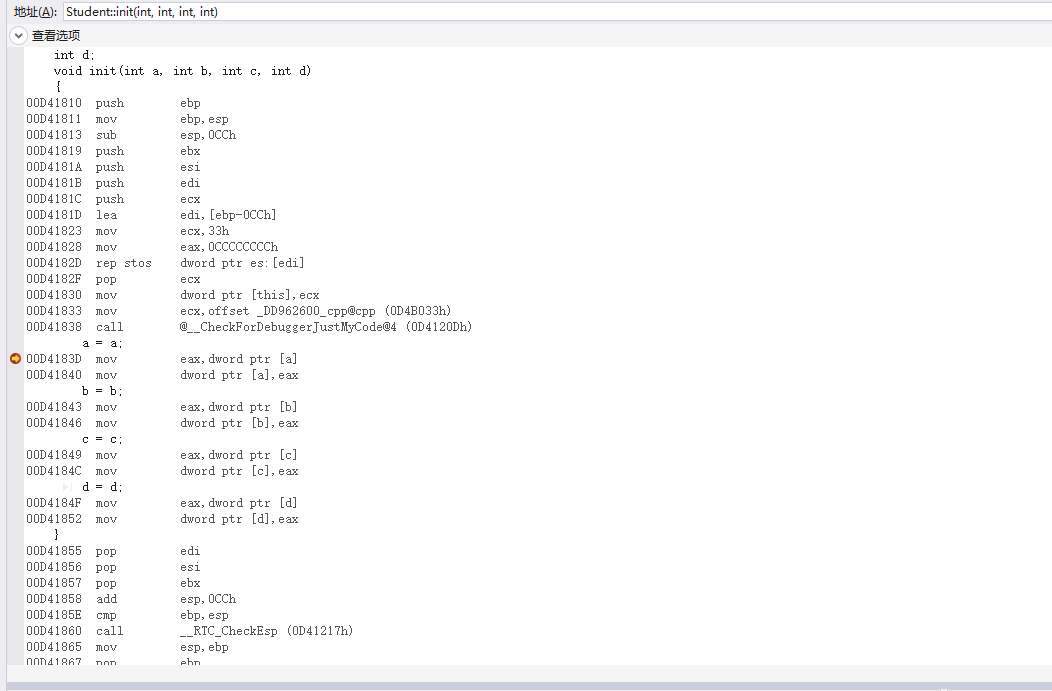 地址(A): Student::init(int, int, int, int)
查看选项
int d;
void init(int a, int b, int c, int d)
{
00D41810 push ebp
00D41811 mov ebp,esp
00D41813 sub esp,0CCh
00D41819 push ebx
00D4181A push esi
00D4181B push edi
00D4181C push ecx
00D4181D lea edi,[ebp-0CCh]
00D41823 mov ecx,33h
00D41828 mov eax,0CCCCCCCCh
00D4182D rep stos dword ptr es:[edi]
00D4182F pop ecx
00D41830 mov dword ptr [this],ecx
00D41833 mov ecx,offset _DD962600_cpp@cpp (0D4B033h)
00D41838 call @__CheckForDebuggerJustMyCode@4 (0D4120Dh)
a = a;
00D4183D mov eax,dword ptr [a]
00D41840 mov dword ptr [a],eax
b = b;
00D41843 mov eax,dword ptr [b]
00D41846 mov dword ptr [b],eax
c = c;
00D41849 mov eax,dword ptr [c]
00D4184C mov dword ptr [c],eax
d = d;
00D4184F mov eax,dword ptr [d]
00D41852 mov dword ptr [d],eax
}
00D41855 pop edi
00D41856 pop esi
00D41857 pop ebx
00D41858 add esp,0CCh
00D4185E cmp ebp,esp
00D41860 call __RTC_CheckEsp (0D41217h)
00D41865 mov esp,ebp
00D41867 pop ebp